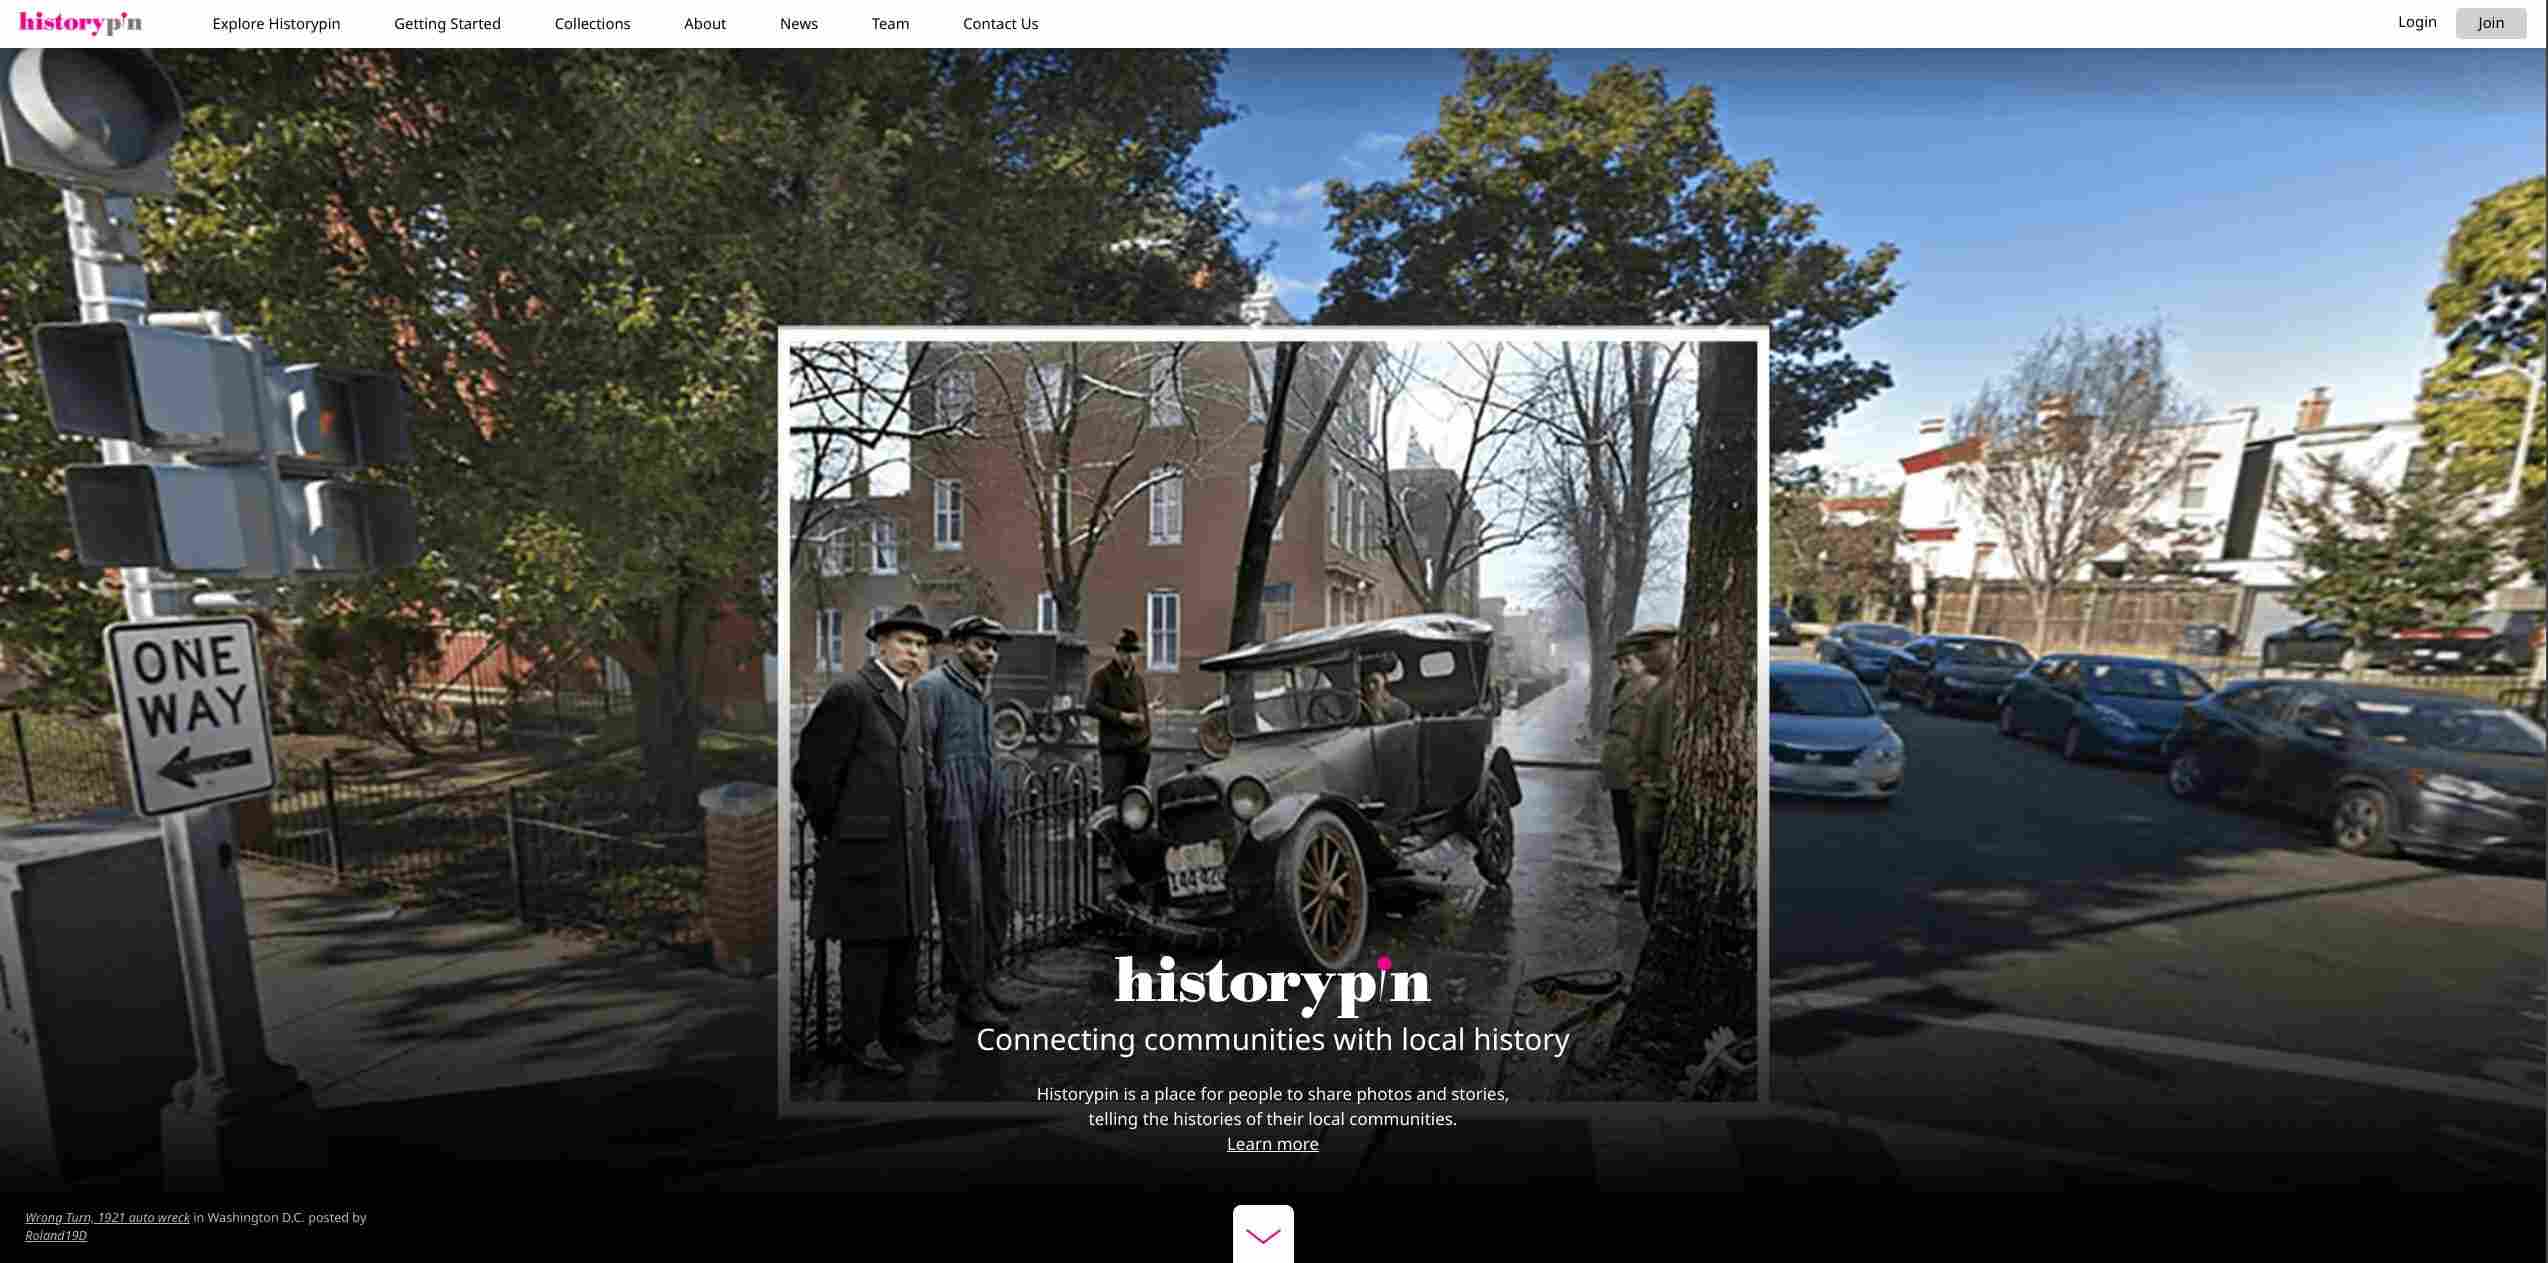 historypin Explore Historypin Getting Started Collections About News Team Contact Us Login Join
ONE
WAY
historypin
Connecting communities with local history
Historypin is a place for people to share photos and stories,
telling the histories of their local communities.
Learn more
Wrong Turn, 1921 auto wreck in Washington D.C. posted by
Roland19D